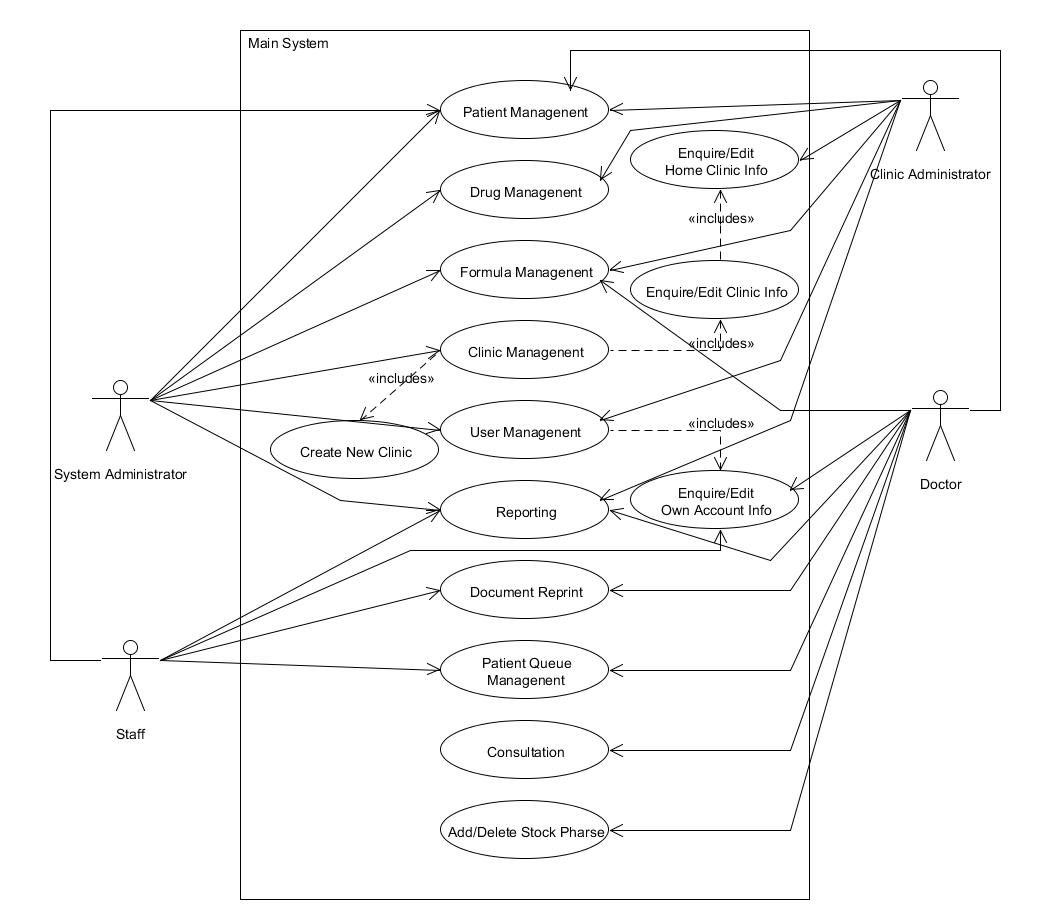 Main System
Patient Management
Clinic Administrator
Enquire/Edit
Home Clinic Info
Drug Management
«includes»
Formula Management
Enquire/Edit Clinic Info
Clinic Management
«includes»
«includes»
System Administrator
Create New Clinic
User Management
«includes»
Doctor
Enquire/Edit
Own Account Info
Reporting
Document Reprint
Patient Queue
Management
Staff
Consultation
Add/Delete Stock Pharse